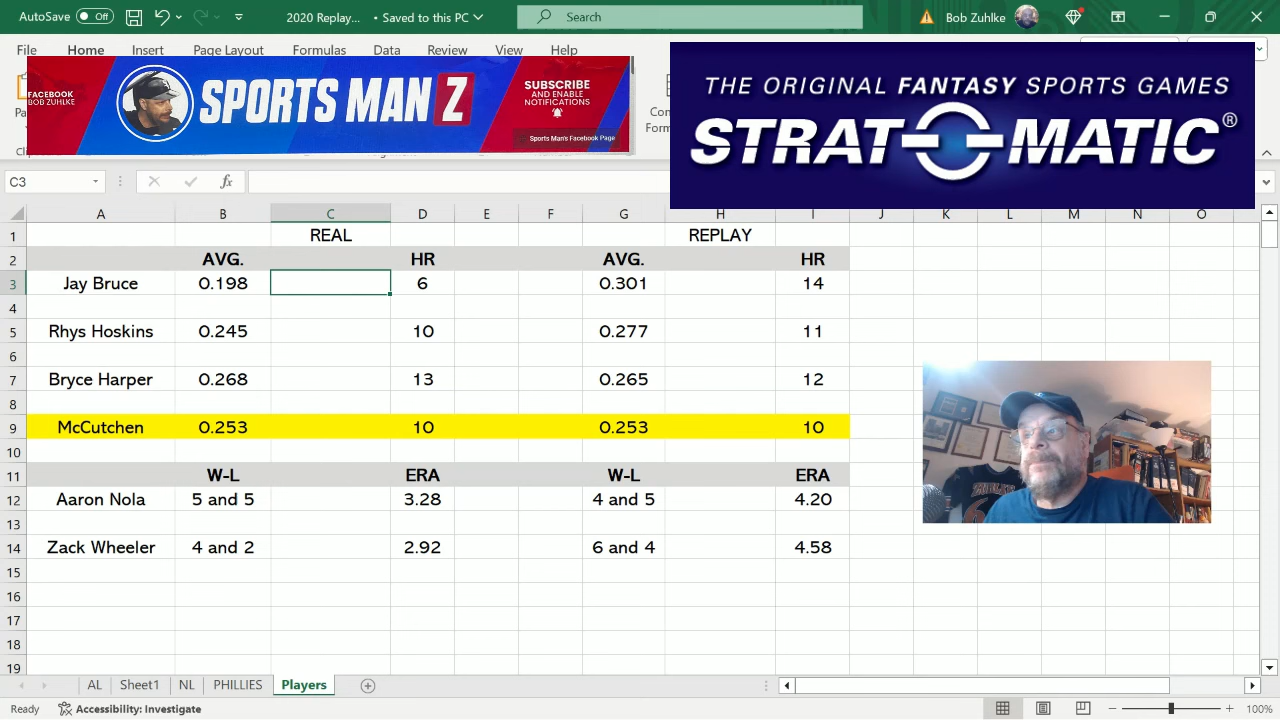 AutoSave Off 2020 Replay... • Saved to this PC Search Bob Zuhlke
File Home Insert Page Layout Formulas Data Review View Help
FACEBOOK
BOB ZUHLKE
SPORTS MAN Z
SUBSCRIBE
AND ENABLE
NOTIFICATIONS
Sports Man's Facebook Page
THE ORIGINAL FANTASY SPORTS GAMES
STRAT-O-MATIC®
C3 fx
A B C D E F G H I J K L M N O
1 REAL REPLAY
2 AVG. HR AVG. HR
3 Jay Bruce 0.198 6 0.301 14
4
5 Rhys Hoskins 0.245 10 0.277 11
6
7 Bryce Harper 0.268 13 0.265 12
8
9 McCutchen 0.253 10 0.253 10
10
11 W-L ERA W-L ERA
12 Aaron Nola 5 and 5 3.28 4 and 5 4.20
13
14 Zack Wheeler 4 and 2 2.92 6 and 4 4.58
15
16
17
18
19
AL Sheet1 NL PHILLIES Players
Ready Accessibility: Investigate 100%